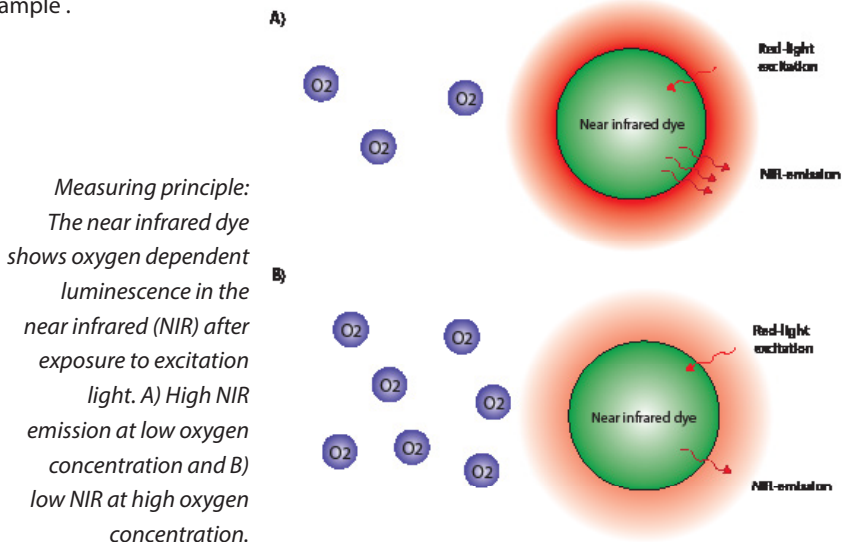 ample .
A)
O2
O2
O2
Near infrared dye
Red-light
excitation
NIR-emission
Measuring principle:
The near infrared dye
shows oxygen dependent
luminescence in the
near infrared (NIR) after
exposure to excitation
light. A) High NIR
emission at low oxygen
concentration and B)
low NIR at high oxygen
concentration.
B)
O2
O2
O2
O2
O2
O2
O2
Near infrared dye
Red-light
excitation
NIR-emission